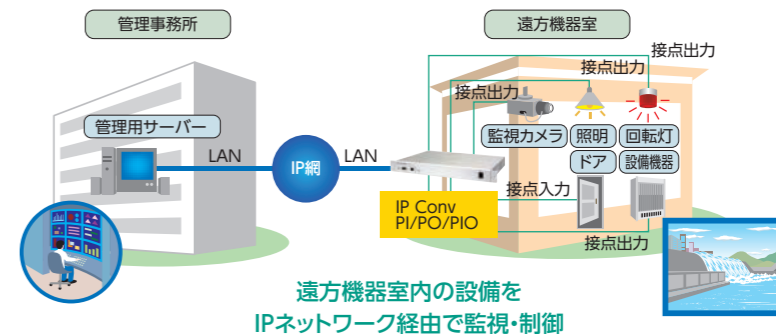 管理事務所
遠方機器室
接点出力
接点出力
接点出力
管理用サーバー
監視カメラ
照明
回転灯
LAN
IP網
LAN
ドア
設備機器
接点入力
IP Conv
PI/PO/PIO
接点出力
遠方機器室内の設備を
IPネットワーク経由で監視・制御